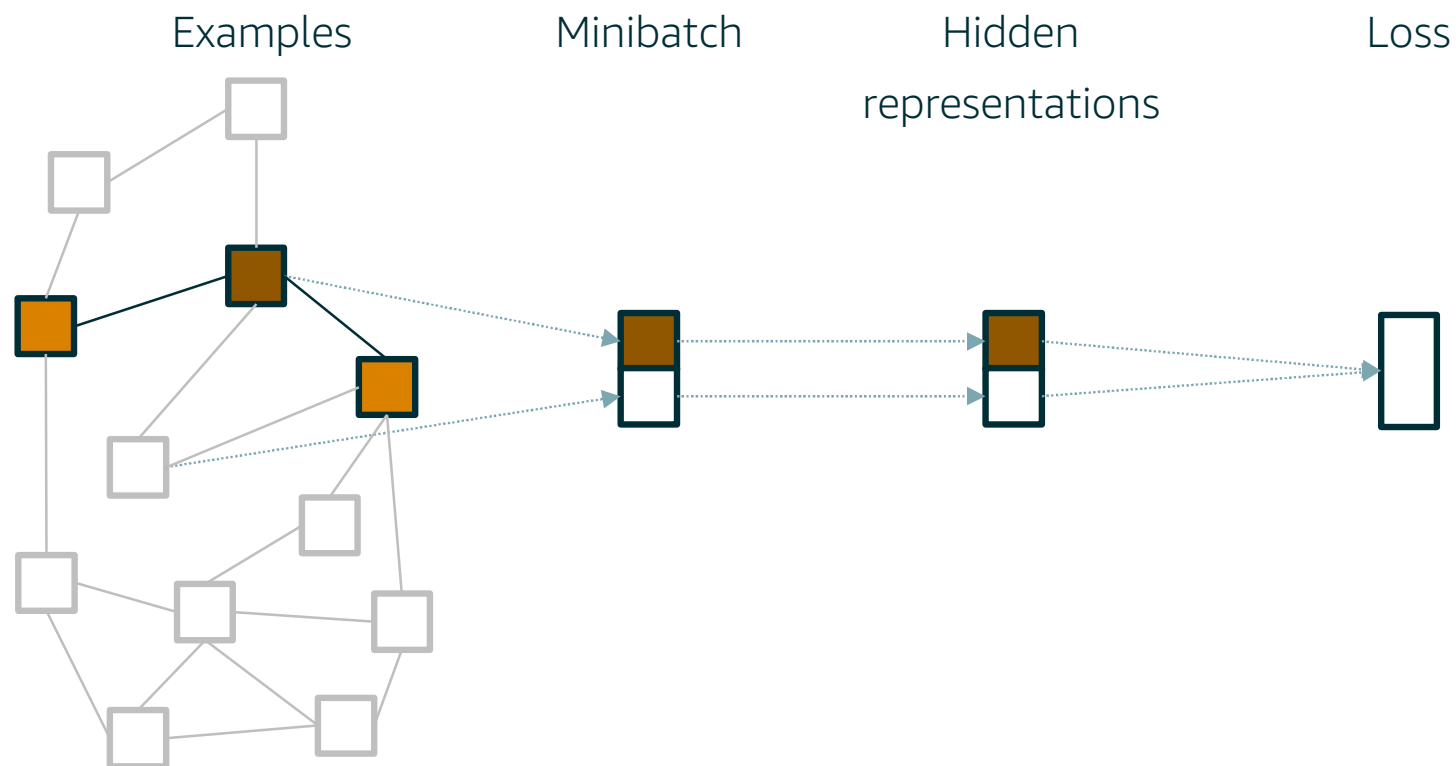 Examples
Minibatch
Hidden
representations
Loss